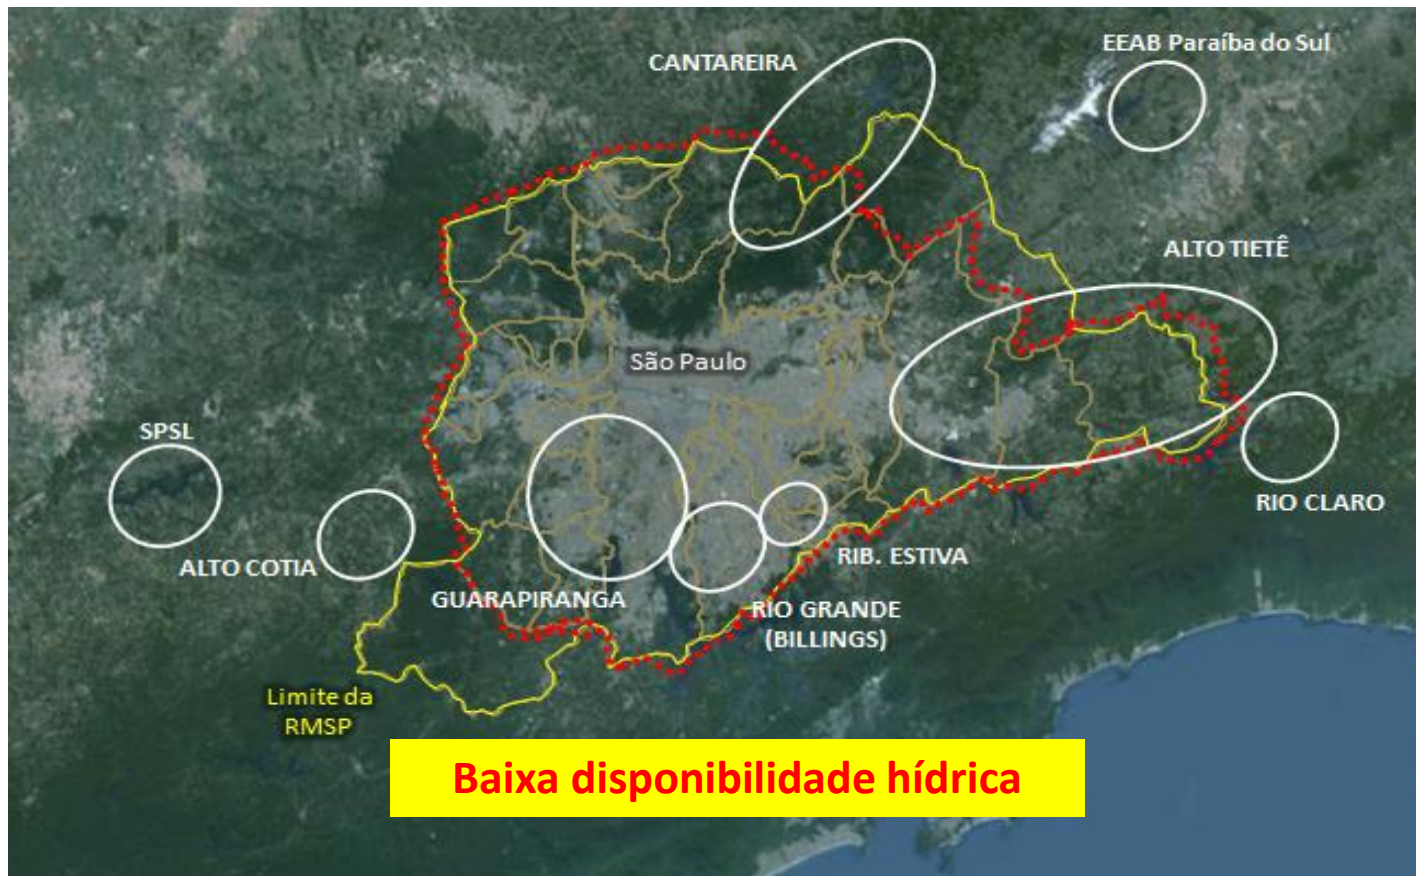 EEAB Paraíba do Sul
CANTAREIRA
ALTO TIETÊ
São Paulo
SPSL
RIO CLARO
ALTO COTIA
RIB. ESTIVA
GUARAPIRANGA
RIO GRANDE
(BILLINGS)
Limite da
RMSP
Baixa disponibilidade hídrica